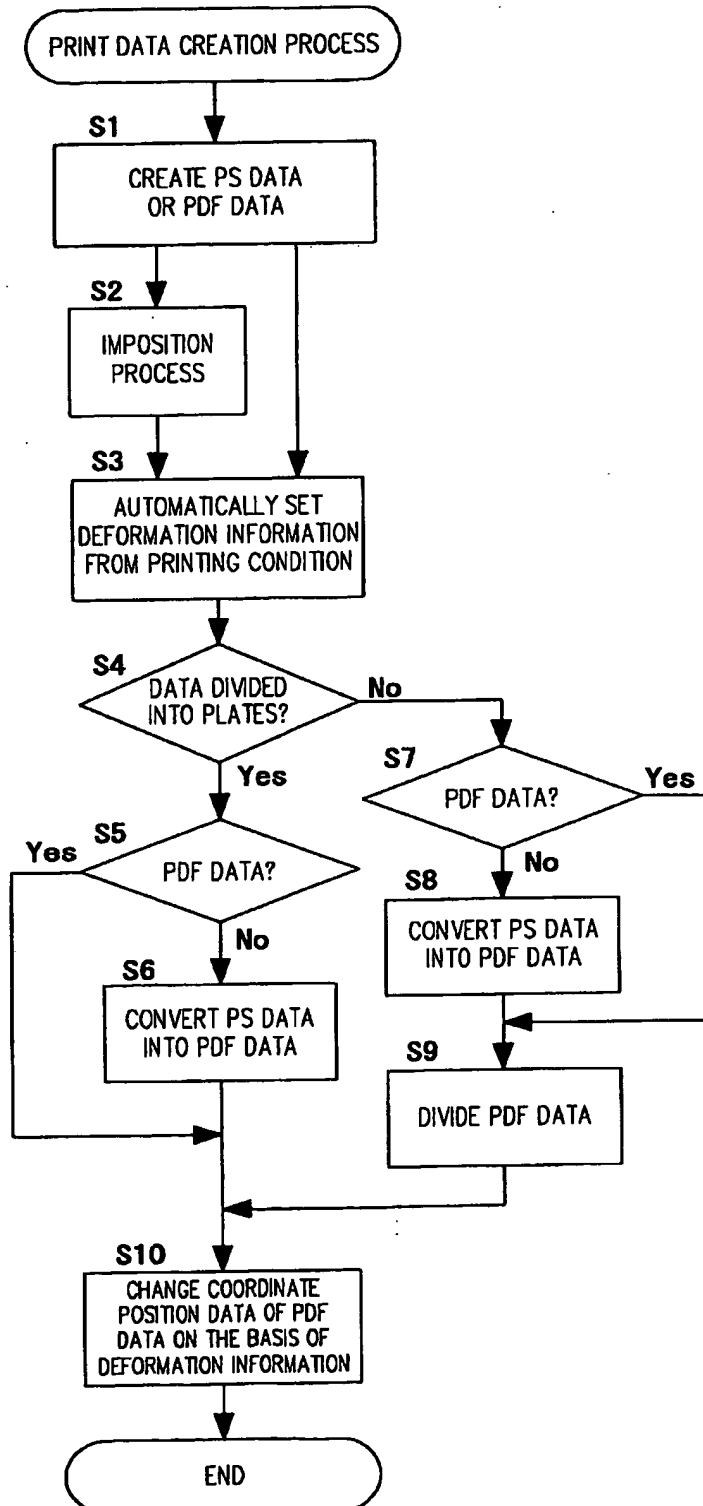 PRINT DATA CREATION PROCESS
S1
CREATE PS DATA
OR PDF DATA
S2
IMPOSITION
PROCESS
S3
AUTOMATICALLY SET
DEFORMATION INFORMATION
FROM PRINTING CONDITION
S4
DATA DIVIDED
INTO PLATES?
No
Yes
S7
PDF DATA?
Yes
No
S5
Yes
PDF DATA?
No
S8
CONVERT PS DATA
INTO PDF DATA
S6
CONVERT PS DATA
INTO PDF DATA
S9
DIVIDE PDF DATA
S10
CHANGE COORDINATE
POSITION DATA OF PDF
DATA ON THE BASIS OF
DEFORMATION INFORMATION
END